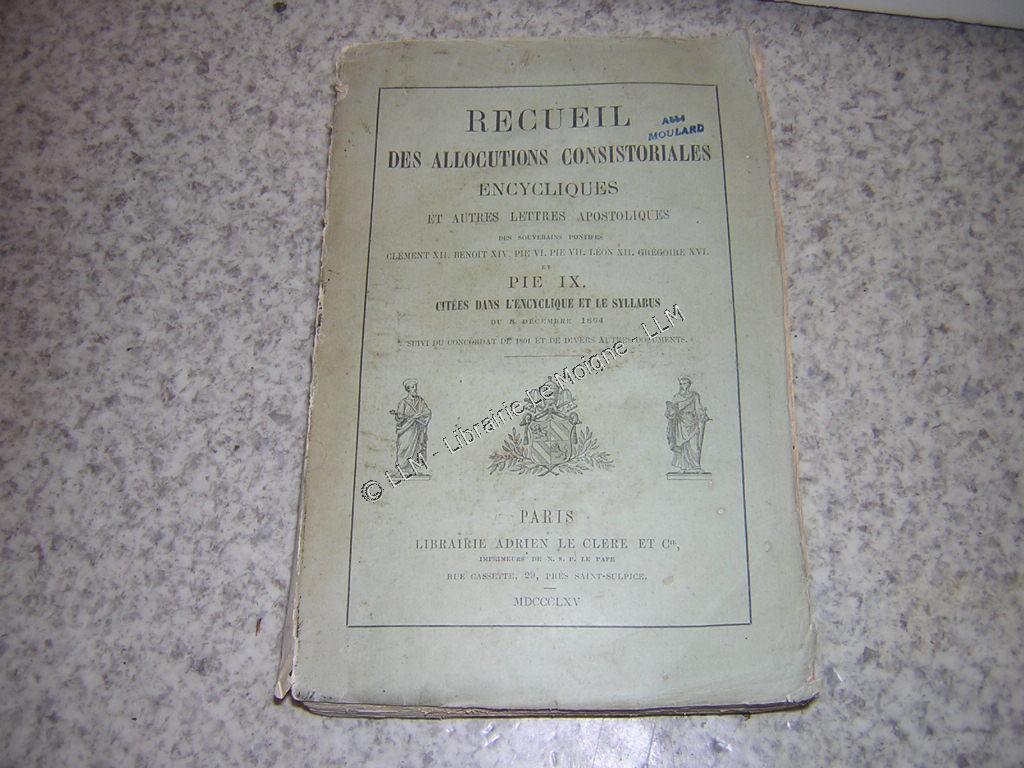 RECUEIL
ABBÉ
MOULARD
DES ALLOCUTIONS CONSISTORIALES
ENCYCLIQUES
ET AUTRES LETTRES APOSTOLIQUES
DES SOUVERAINS PONTIFES
CLÉMENT XII, BENOIT XIV, PIE VI, PIE VII, LÉON XII, GRÉGOIRE XVI,
ET
PIE IX,
CITÉES DANS L'ENCYCLIQUE ET LE SYLLABUS
DU 8 DÉCEMBRE 1864
SUIVI DU CONCORDAT DE 1801 ET DE DIVERS AUTRES DOCUMENTS.
© LLM - Librairie Le Moigne - LLM
PARIS
LIBRAIRIE ADRIEN LE CLERE ET Cie,
IMPRIMEURS DE N. S. P. LE PAPE
RUE CASSETTE, 29, PRÈS SAINT-SULPICE,
MDCCCLXV